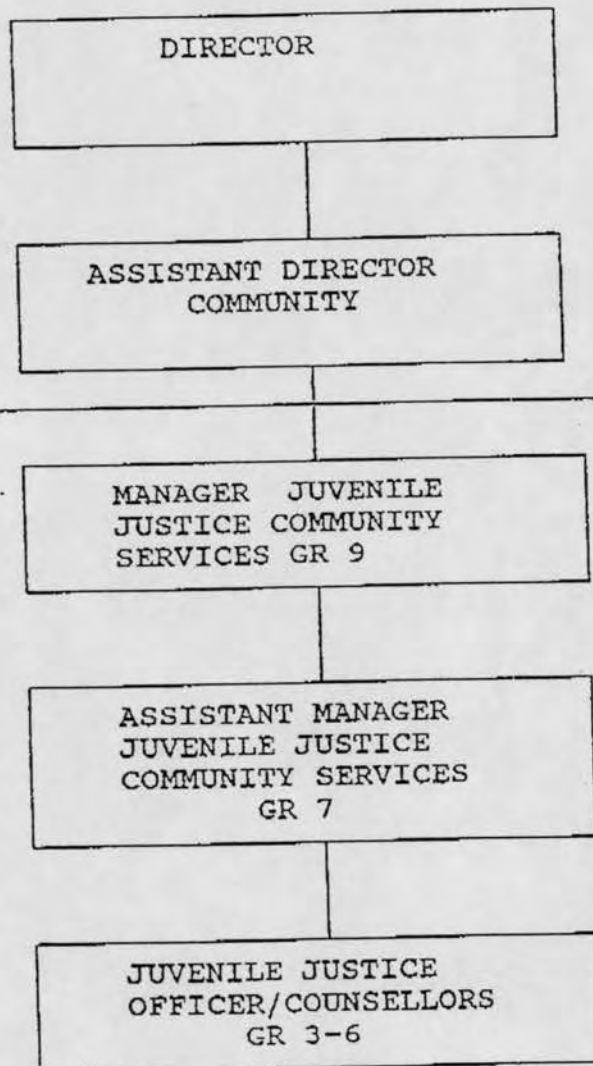 DIRECTOR
ASSISTANT DIRECTOR
COMMUNITY
MANAGER JUVENILE
JUSTICE COMMUNITY
SERVICES GR 9
ASSISTANT MANAGER
JUVENILE JUSTICE
COMMUNITY SERVICES
GR 7
JUVENILE JUSTICE
OFFICER/COUNSELLORS
GR 3-6